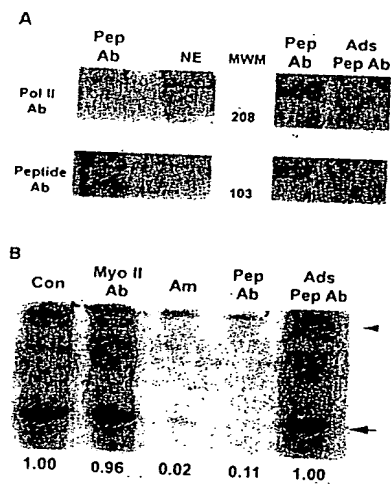 A
Pep Ab NE MWM Pep Ab Ads Pep Ab
Pol II Ab
208
Peptide Ab
103
B
Con Myo II Ab Am Pep Ab Ads Pep Ab
1.00 0.96 0.02 0.11 1.00